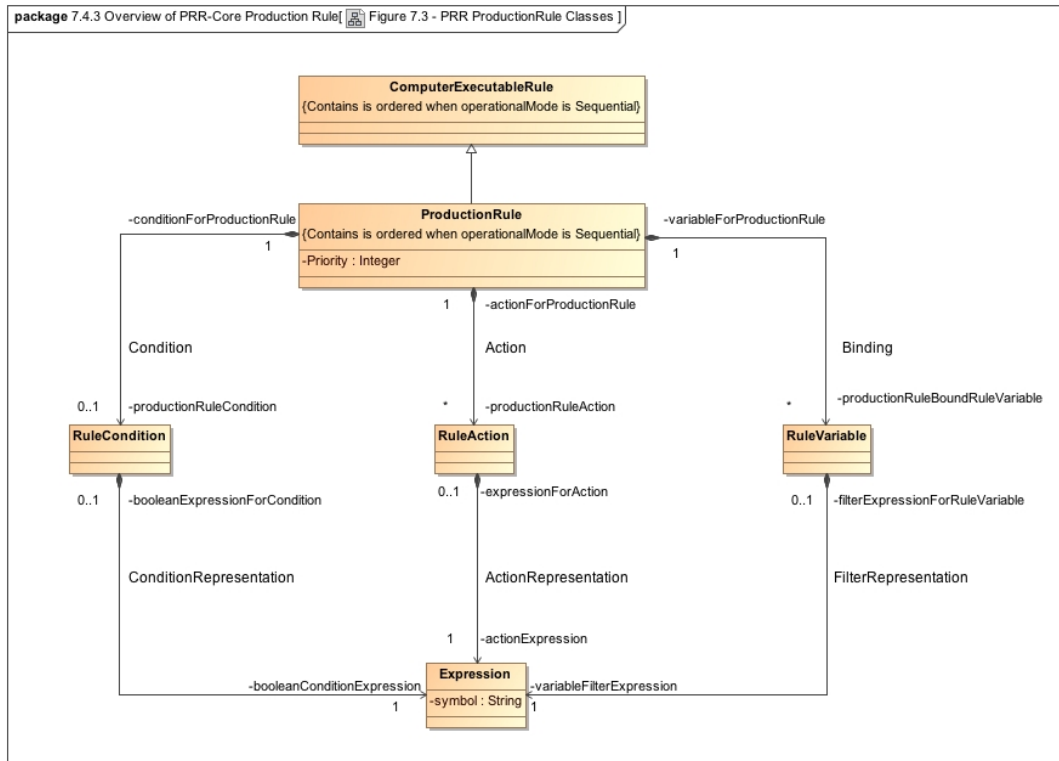 package 7.4.3 Overview of PRR-Core Production Rule[ Figure 7.3 - PRR ProductionRule Classes ]
ComputerExecutableRule
{Contains is ordered when operationalMode is Sequential}
-conditionForProductionRule
1
ProductionRule
{Contains is ordered when operationalMode is Sequential}
-Priority : Integer
-variableForProductionRule
1
1
-actionForProductionRule
Condition
Action
Binding
0..1
-productionRuleCondition
*
-productionRuleAction
*
-productionRuleBoundRuleVariable
RuleCondition
RuleAction
RuleVariable
0..1
-booleanExpressionForCondition
0..1
-expressionForAction
0..1
-filterExpressionForRuleVariable
ConditionRepresentation
ActionRepresentation
FilterRepresentation
1
-actionExpression
Expression
-symbol : String
-booleanConditionExpression
1
-variableFilterExpression
1